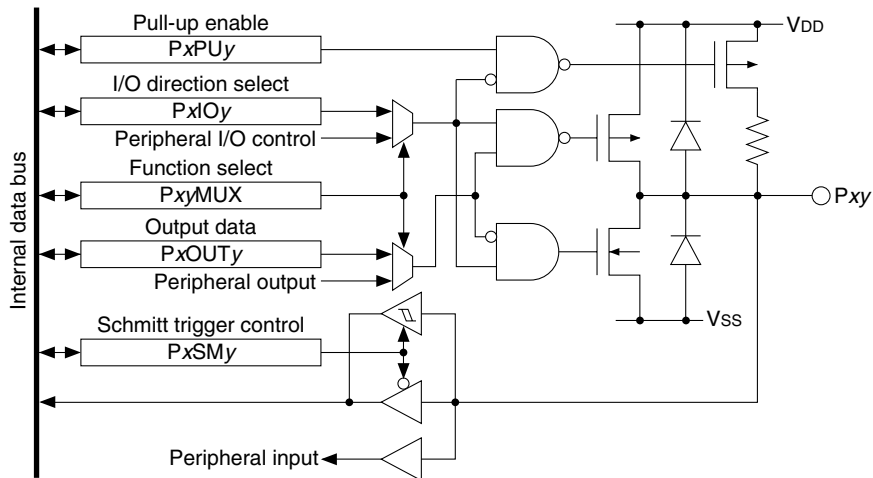 Pull-up enable
PxPUy
VDD
I/O direction select
PxIOy
Peripheral I/O control
Function select
PxyMUX
Pxy
Output data
PxOUTy
Peripheral output
Internal data bus
VSS
Schmitt trigger control
PxSMy
Peripheral input